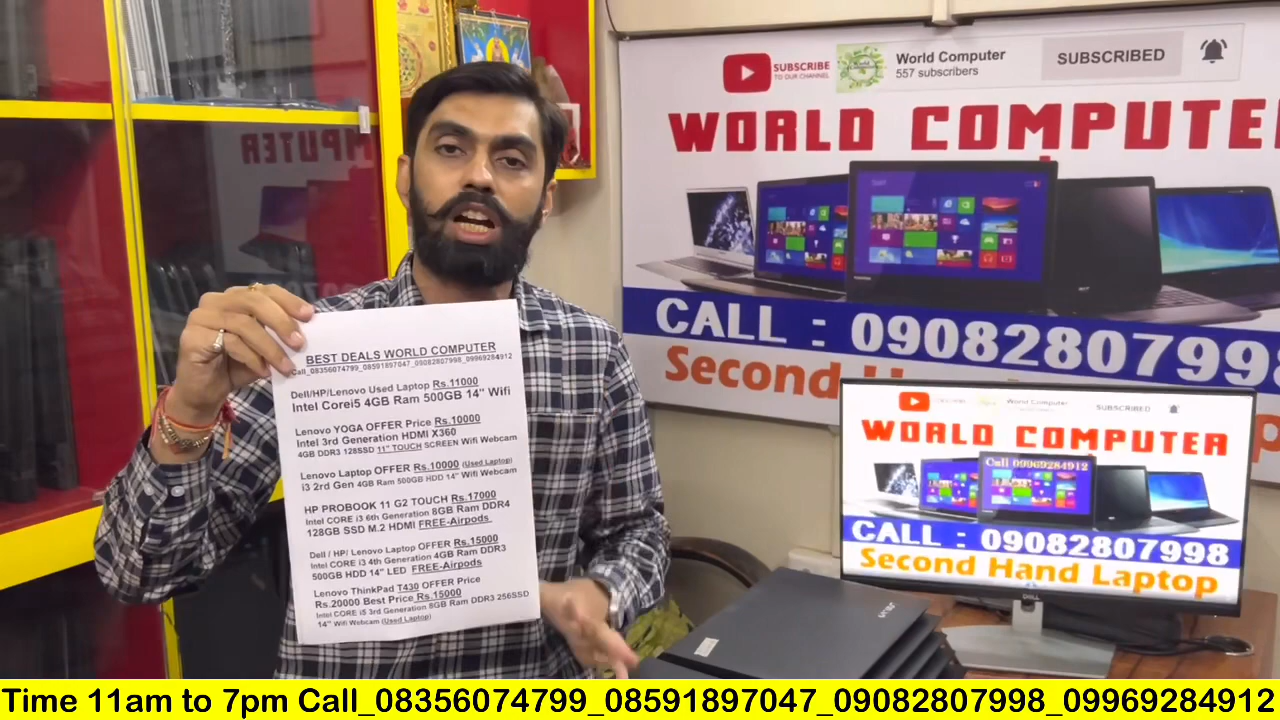 SUBSCRIBE
TO OUR CHANNEL
World Computer
557 subscribers
SUBSCRIBED
WORLD COMPUTE
CALL : 09082807998
Second
BEST DEALS WORLD COMPUTER
Call_08356074799_08591897047_09082807998_09969284912
Dell/HP/Lenovo Used Laptop Rs.11000
Intel Corei5 4GB Ram 500GB 14" Wifi
Lenovo YOGA OFFER Price Rs.10000
Intel 3rd Generation HDMI X360
4GB DDR3 128SSD 11" TOUCH SCREEN Wifi Webcam
Lenovo Laptop OFFER Rs.10000 (Used Laptop)
i3 2rd Gen 4GB Ram 500GB HDD 14" Wifi Webcam
HP PROBOOK 11 G2 TOUCH Rs.17000
Intel CORE i3 6th Generation 8GB Ram DDR4
128GB SSD M.2 HDMI FREE-Airpods
Dell / HP/ Lenovo Laptop OFFER Rs.15000
Intel CORE i3 4th Generation 4GB Ram DDR3
500GB HDD 14" LED FREE-Airpods
Lenovo ThinkPad T430 OFFER Price
Rs.20000 Best Price Rs.15000
Intel CORE i5 3rd Generation 8GB Ram DDR3 256SSD
14" Wifi Webcam (Used Laptop)
World Computer
SUBSCRIBED
WORLD COMPUTER
Call 09969284912
CALL : 09082807998
Second Hand Laptop
DELL
Time 11am to 7pm Call_08356074799_08591897047_09082807998_09969284912